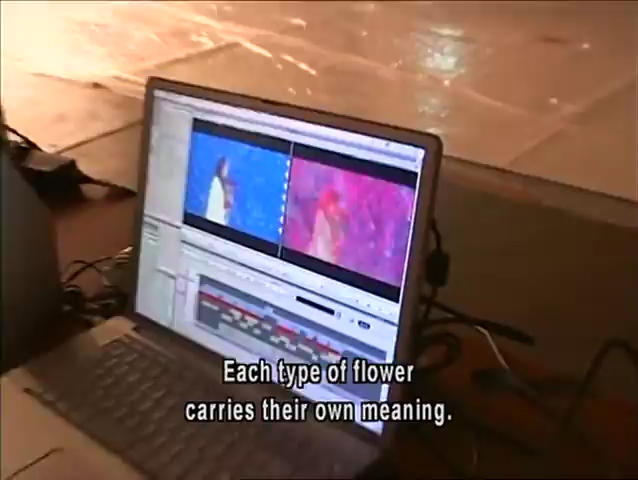 Each type of flower
carries their own meaning.